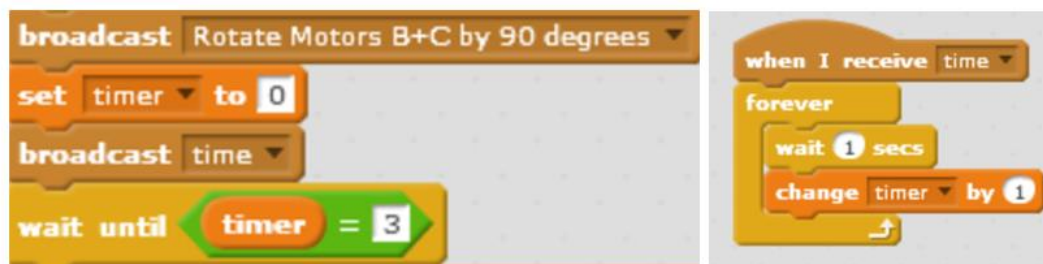 broadcast Rotate Motors B+C by 90 degrees
set timer to 0
broadcast time
wait until timer = 3
when I receive time
forever
wait 1 secs
change timer by 1